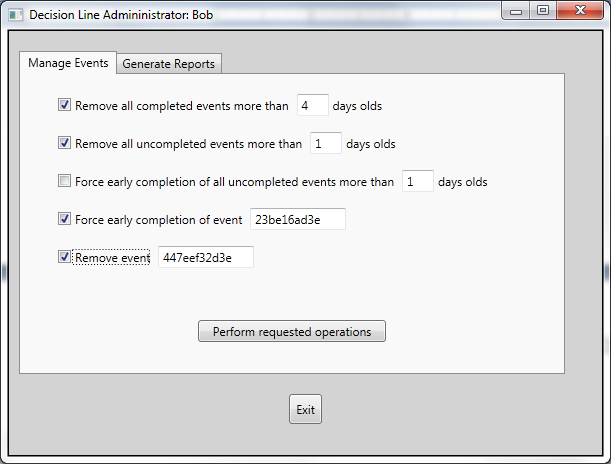 Decision Line Admininistrator: Bob
Manage Events Generate Reports
Remove all completed events more than 4 days olds
Remove all uncompleted events more than 1 days olds
Force early completion of all uncompleted events more than 1 days olds
Force early completion of event 23be16ad3e
Remove event 447eef32d3e
Perform requested operations
Exit